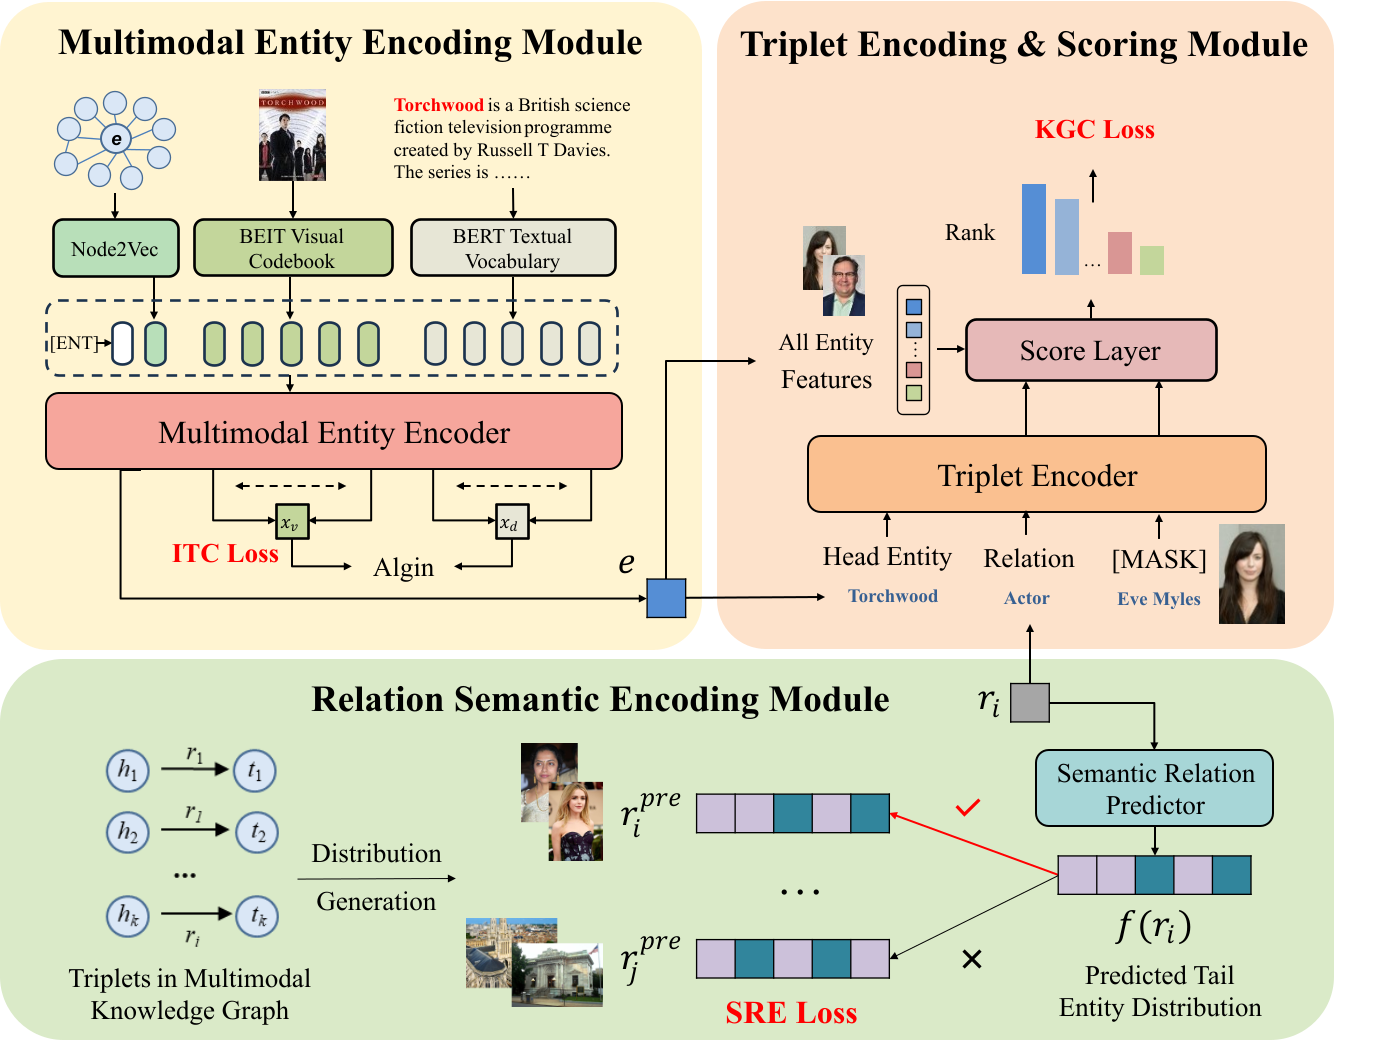 Multimodal Entity Encoding Module
e
TORCHWOOD
Torchwood is a British science
fiction television programme
created by Russell T Davies.
The series is ……
Node2Vec
BEIT Visual
Codebook
BERT Textual
Vocabulary
[ENT]
Multimodal Entity Encoder
x_v
x_d
ITC Loss
Algin
e
Triplet Encoding & Scoring Module
KGC Loss
Rank
...
All Entity
Features
Score Layer
Triplet Encoder
Head Entity
Relation
[MASK]
Torchwood
Actor
Eve Myles
Relation Semantic Encoding Module
r_i
h_1 r_1 t_1
h_2 r_1 t_2
...
h_k r_i t_k
Triplets in Multimodal
Knowledge Graph
Distribution
Generation
r_i^pre
...
r_j^pre
SRE Loss
Semantic Relation
Predictor
f(r_i)
Predicted Tail
Entity Distribution